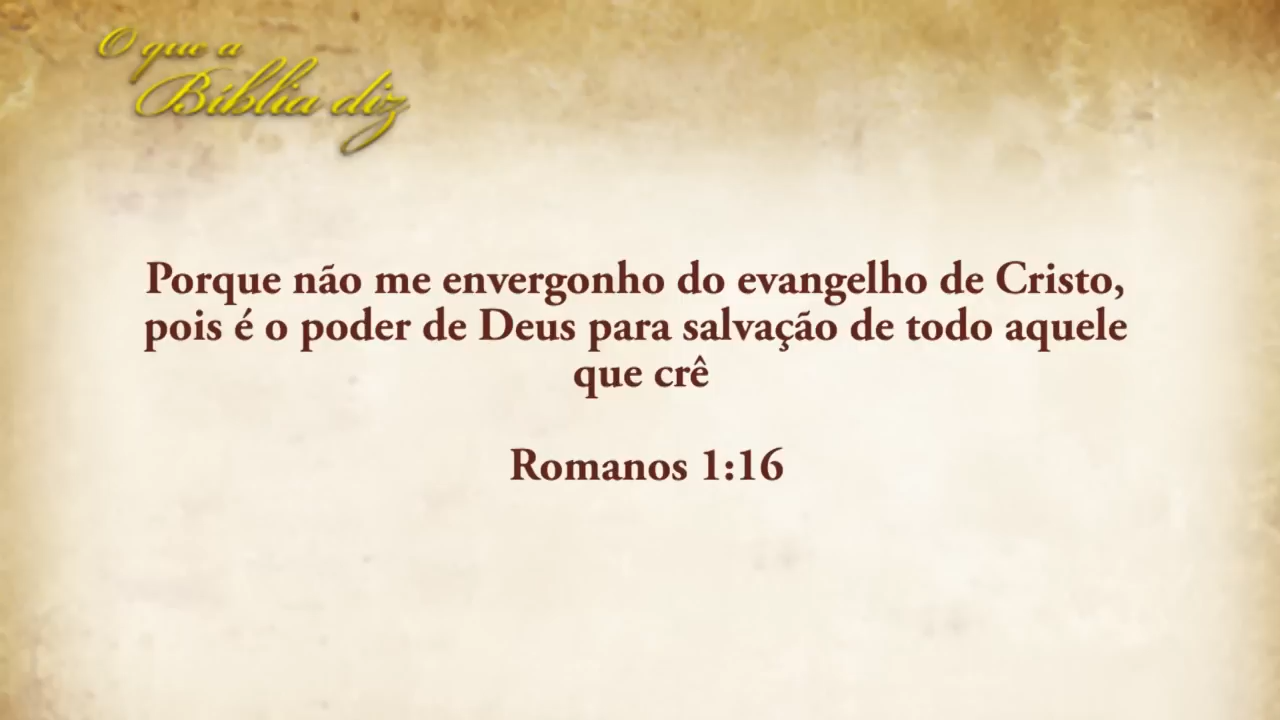 O que a
Bíblia diz
Porque não me envergonho do evangelho de Cristo,
pois é o poder de Deus para salvação de todo aquele
que crê
Romanos 1:16